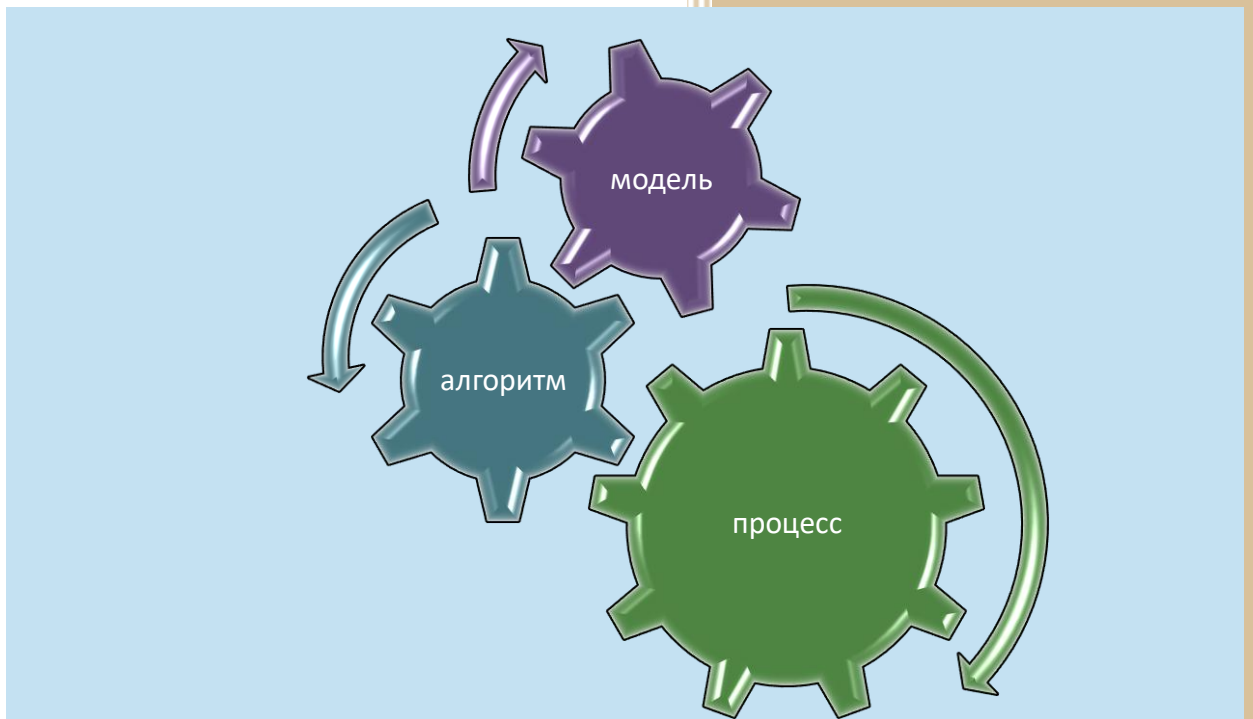 модель
алгоритм
процесс